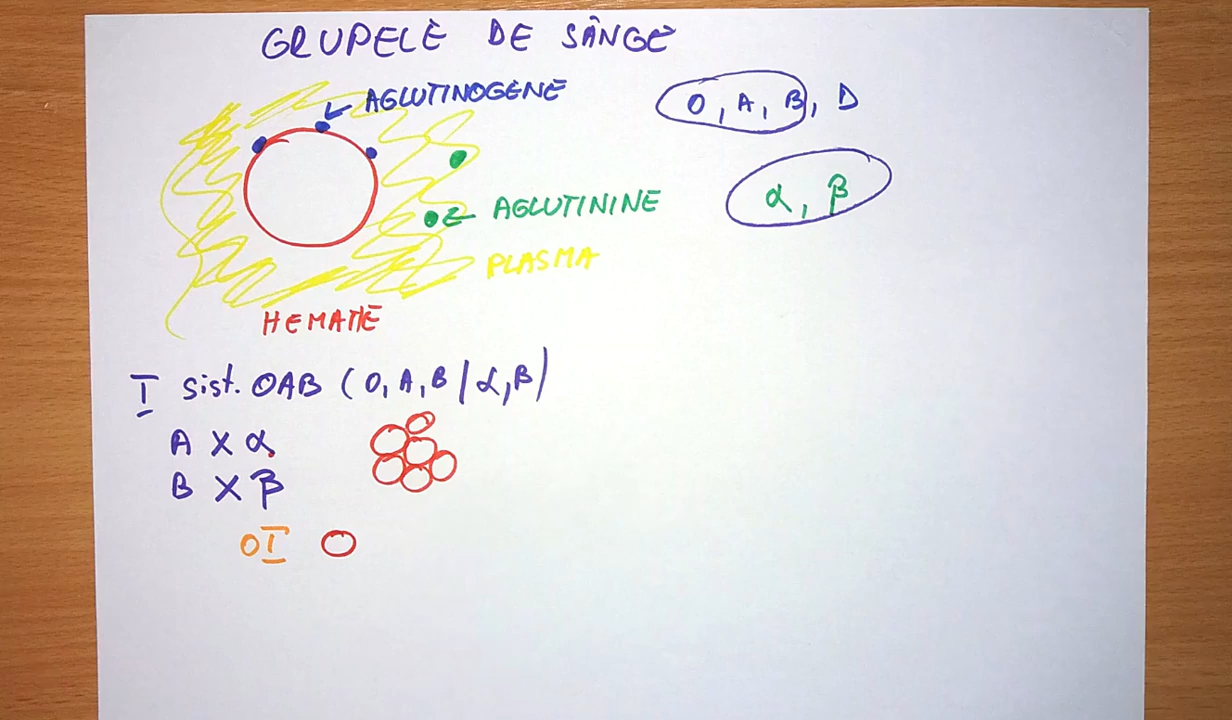 GRUPELE DE SÂNGE
AGLUTINOGENE
O, A, B, D
AGLUTININE
α, β
PLASMA
HEMATIE
I sist. OAB (O, A, B / α, β)
A X α
B X β
OI